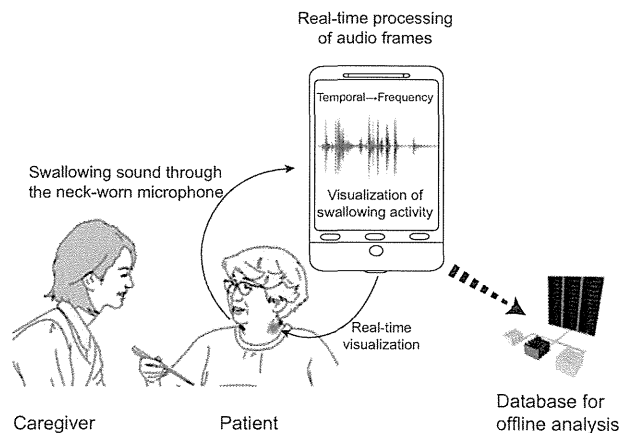 Real-time processing
of audio frames
Temporal→Frequency
Visualization of
swallowing activity
Swallowing sound through
the neck-worn microphone
Real-time
visualization
Caregiver
Patient
Database for
offline analysis